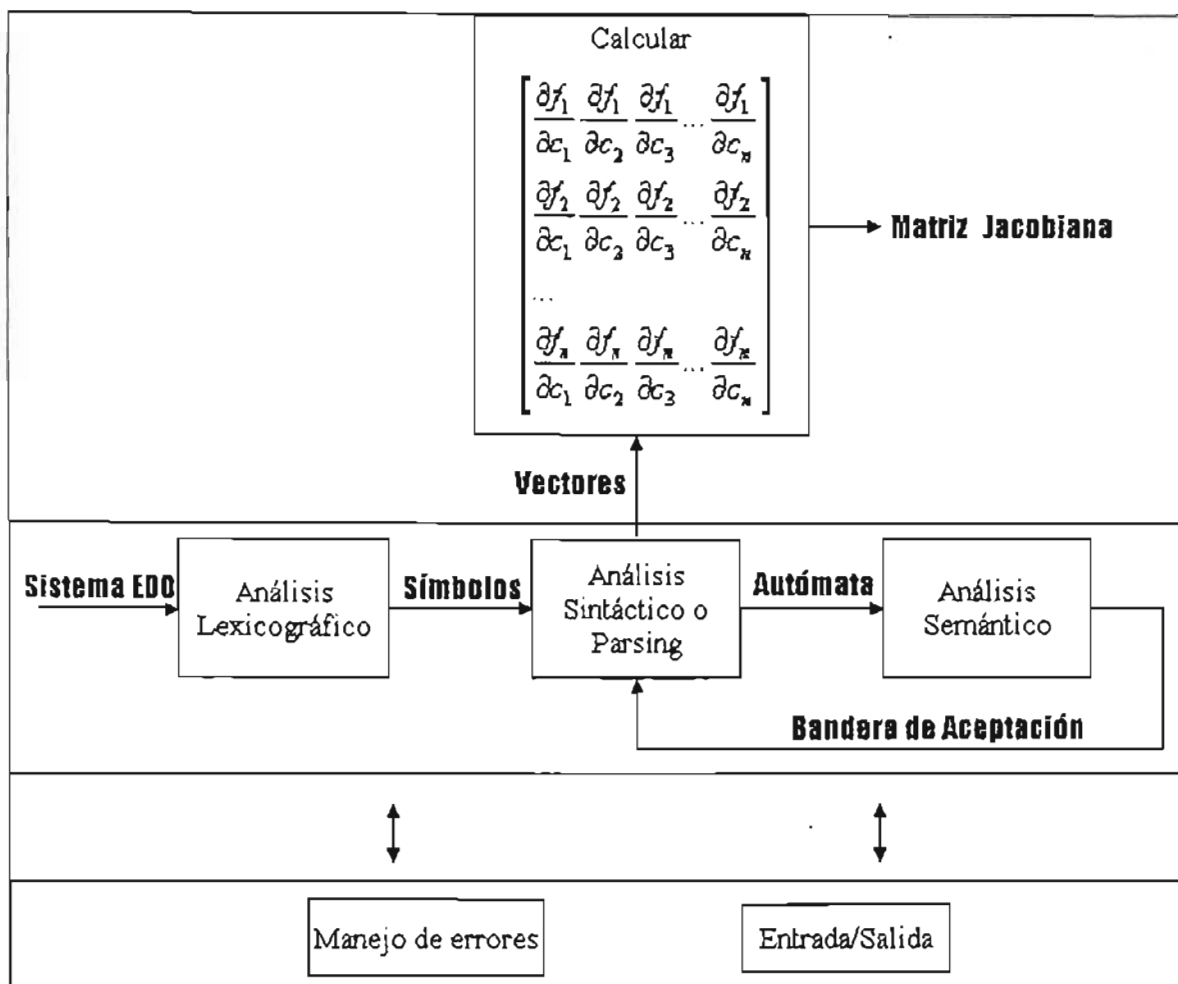 Calcular
∂f₁/∂c₁ ∂f₁/∂c₂ ∂f₁/∂c₃ ... ∂f₁/∂cₙ
∂f₂/∂c₁ ∂f₂/∂c₂ ∂f₂/∂c₃ ... ∂f₂/∂cₙ
...
∂fₙ/∂c₁ ∂fₙ/∂c₂ ∂fₙ/∂c₃ ... ∂fₙ/∂cₙ
Matriz Jacobiana
Vectores
Sistema EDO
Análisis
Lexicográfico
Símbolos
Análisis
Sintáctico o
Parsing
Autómata
Análisis
Semántico
Bandera de Aceptación
Manejo de errores
Entrada/Salida